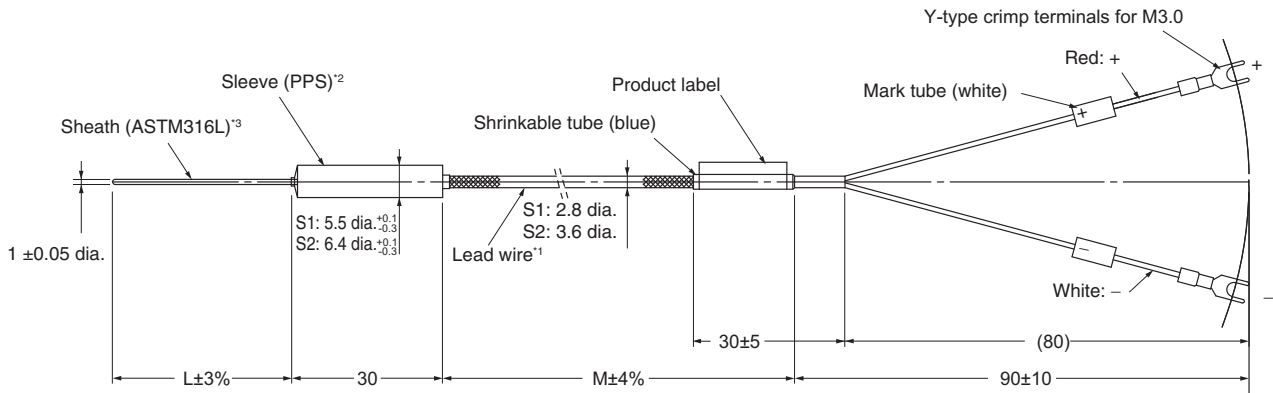 Y-type crimp terminals for M3.0
Red: +
+
Sleeve (PPS)*2
Product label
Mark tube (white)
Sheath (ASTM316L)*3
Shrinkable tube (blue)
+
S1: 5.5 dia. +0.1 -0.3
S2: 6.4 dia. +0.1 -0.3
S1: 2.8 dia.
S2: 3.6 dia.
1 ±0.05 dia.
Lead wire*1
−
White: −
−
30±5
(80)
L±3%
30
M±4%
90±10